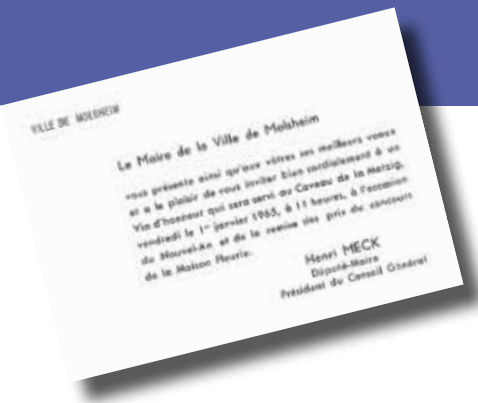 VILLE DE MOLSHEIM
Le Maire de la Ville de Molsheim
vous présente ainsi qu'aux vôtres ses meilleurs voeux
et a le plaisir de vous inviter bien cordialement à un
Vin d'honneur qui sera servi au Caveau de la Metzig,
vendredi le 1er janvier 1965, à 11 heures, à l'occasion
du Nouvel-An et de la remise des prix du concours
de la Maison Fleurie.
Henri MECK
Député-Maire
Président du Conseil Général